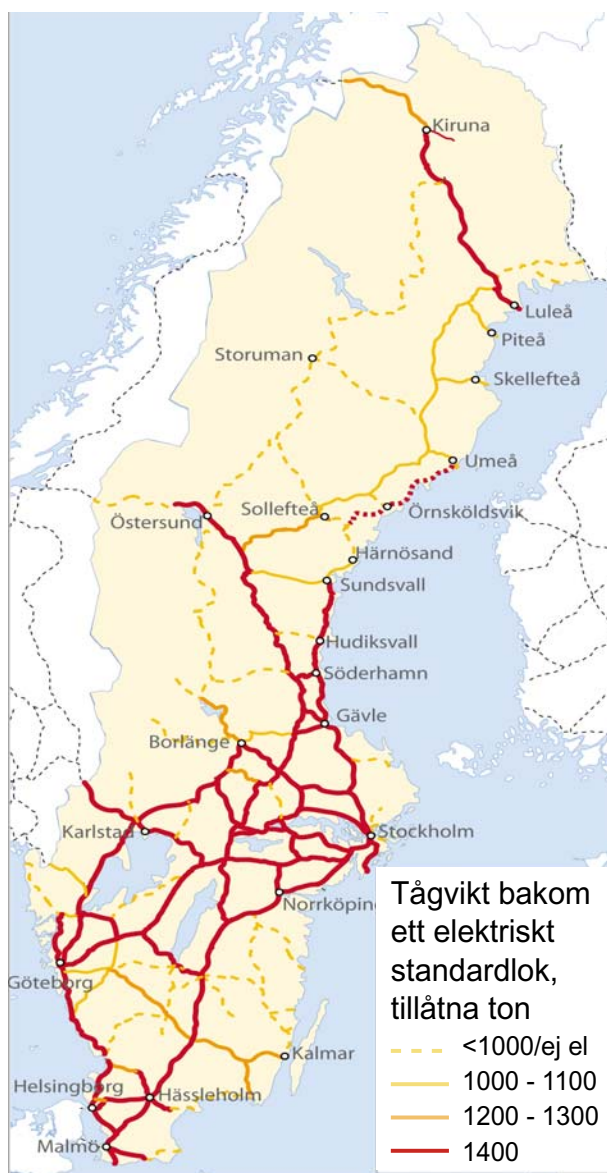 Kiruna
Luleå
Piteå
Storuman
Skellefteå
Umeå
Sollefteå
Örnsköldsvik
Östersund
Härnösand
Sundsvall
Hudiksvall
Söderhamn
Gävle
Borlänge
Karlstad
Stockholm
Norrköping
Göteborg
Kalmar
Helsingborg
Hässleholm
Malmö
Tågvikt bakom
ett elektriskt
standardlok,
tillåtna ton
<1000/ej el
1000 - 1100
1200 - 1300
1400